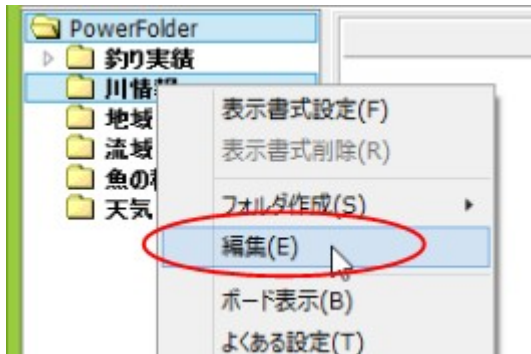 PowerFolder
釣り実績
川情報
地域
流域
魚の
天気
表示書式設定(F)
表示書式削除(R)
フォルダ作成(S)
編集(E)
ボード表示(B)
よくある設定(T)